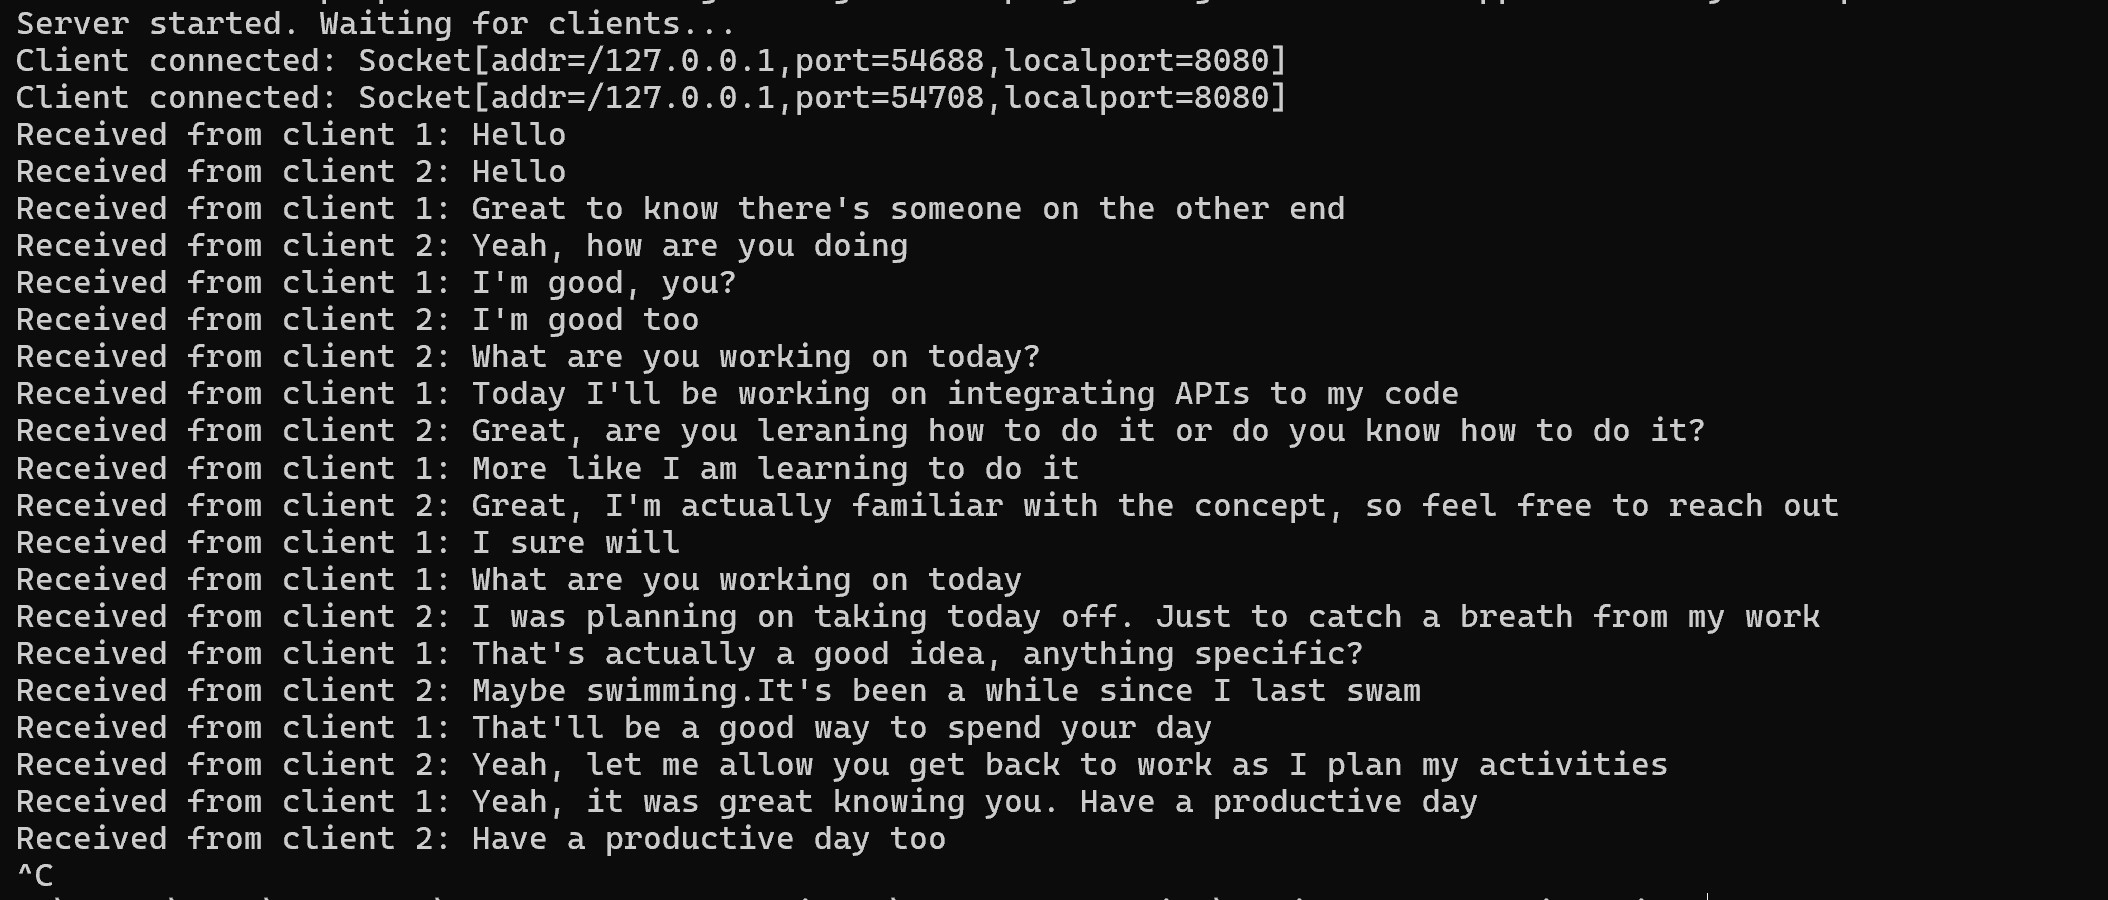 Server started. Waiting for clients...
Client connected: Socket[addr=/127.0.0.1,port=54688,localport=8080]
Client connected: Socket[addr=/127.0.0.1,port=54708,localport=8080]
Received from client 1: Hello
Received from client 2: Hello
Received from client 1: Great to know there's someone on the other end
Received from client 2: Yeah, how are you doing
Received from client 1: I'm good, you?
Received from client 2: I'm good too
Received from client 2: What are you working on today?
Received from client 1: Today I'll be working on integrating APIs to my code
Received from client 2: Great, are you leraning how to do it or do you know how to do it?
Received from client 1: More like I am learning to do it
Received from client 2: Great, I'm actually familiar with the concept, so feel free to reach out
Received from client 1: I sure will
Received from client 1: What are you working on today
Received from client 2: I was planning on taking today off. Just to catch a breath from my work
Received from client 1: That's actually a good idea, anything specific?
Received from client 2: Maybe swimming.It's been a while since I last swam
Received from client 1: That'll be a good way to spend your day
Received from client 2: Yeah, let me allow you get back to work as I plan my activities
Received from client 1: Yeah, it was great knowing you. Have a productive day
Received from client 2: Have a productive day too
^C